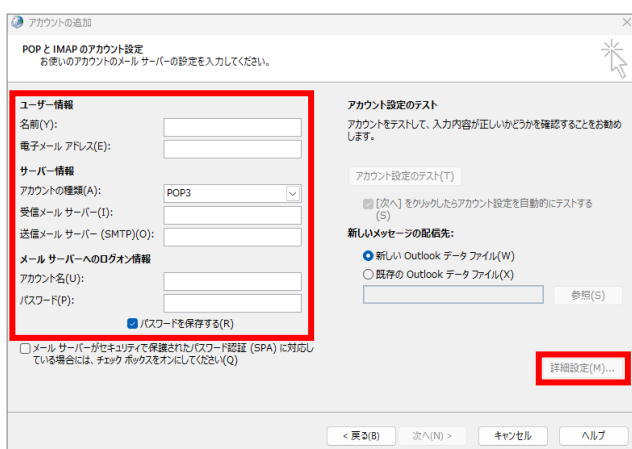 アカウントの追加
POP と IMAP のアカウント設定
お使いのアカウントのメール サーバーの設定を入力してください。
ユーザー情報
名前(Y):
電子メール アドレス(E):
サーバー情報
アカウントの種類(A):
POP3
受信メール サーバー(I):
送信メール サーバー (SMTP)(O):
メール サーバーへのログオン情報
アカウント名(U):
パスワード(P):
パスワードを保存する(R)
メール サーバーがセキュリティで保護されたパスワード認証 (SPA) に対応し
ている場合には、チェック ボックスをオンにしてください(Q)
アカウント設定のテスト
アカウントをテストして、入力内容が正しいかどうかを確認することをお勧め
します。
アカウント設定のテスト(T)
[次へ] をクリックしたらアカウント設定を自動的にテストする
(S)
新しいメッセージの配信先:
新しい Outlook データ ファイル(W)
既存の Outlook データ ファイル(X)
参照(S)
詳細設定(M)...
< 戻る(B)
次へ(N) >
キャンセル
ヘルプ